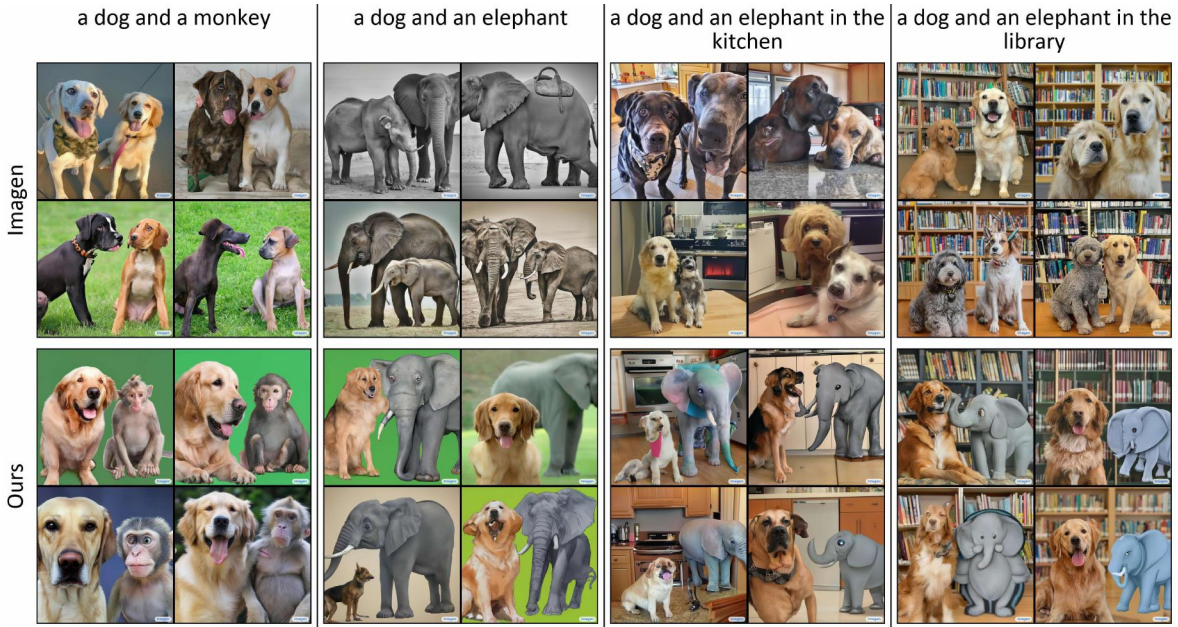 a dog and a monkey
a dog and an elephant
a dog and an elephant in the
kitchen
a dog and an elephant in the
library
Imagen
Ours